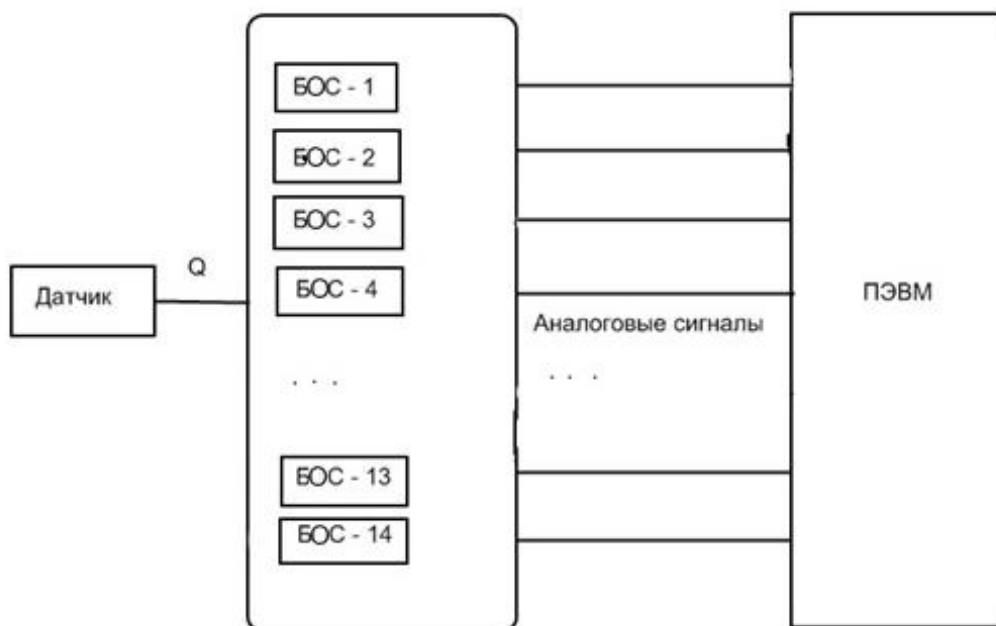 БОС - 1
БОС - 2
БОС - 3
Q
БОС - 4
Датчик
ПЭВМ
Аналоговые сигналы
. . .
. . .
БОС - 13
БОС - 14